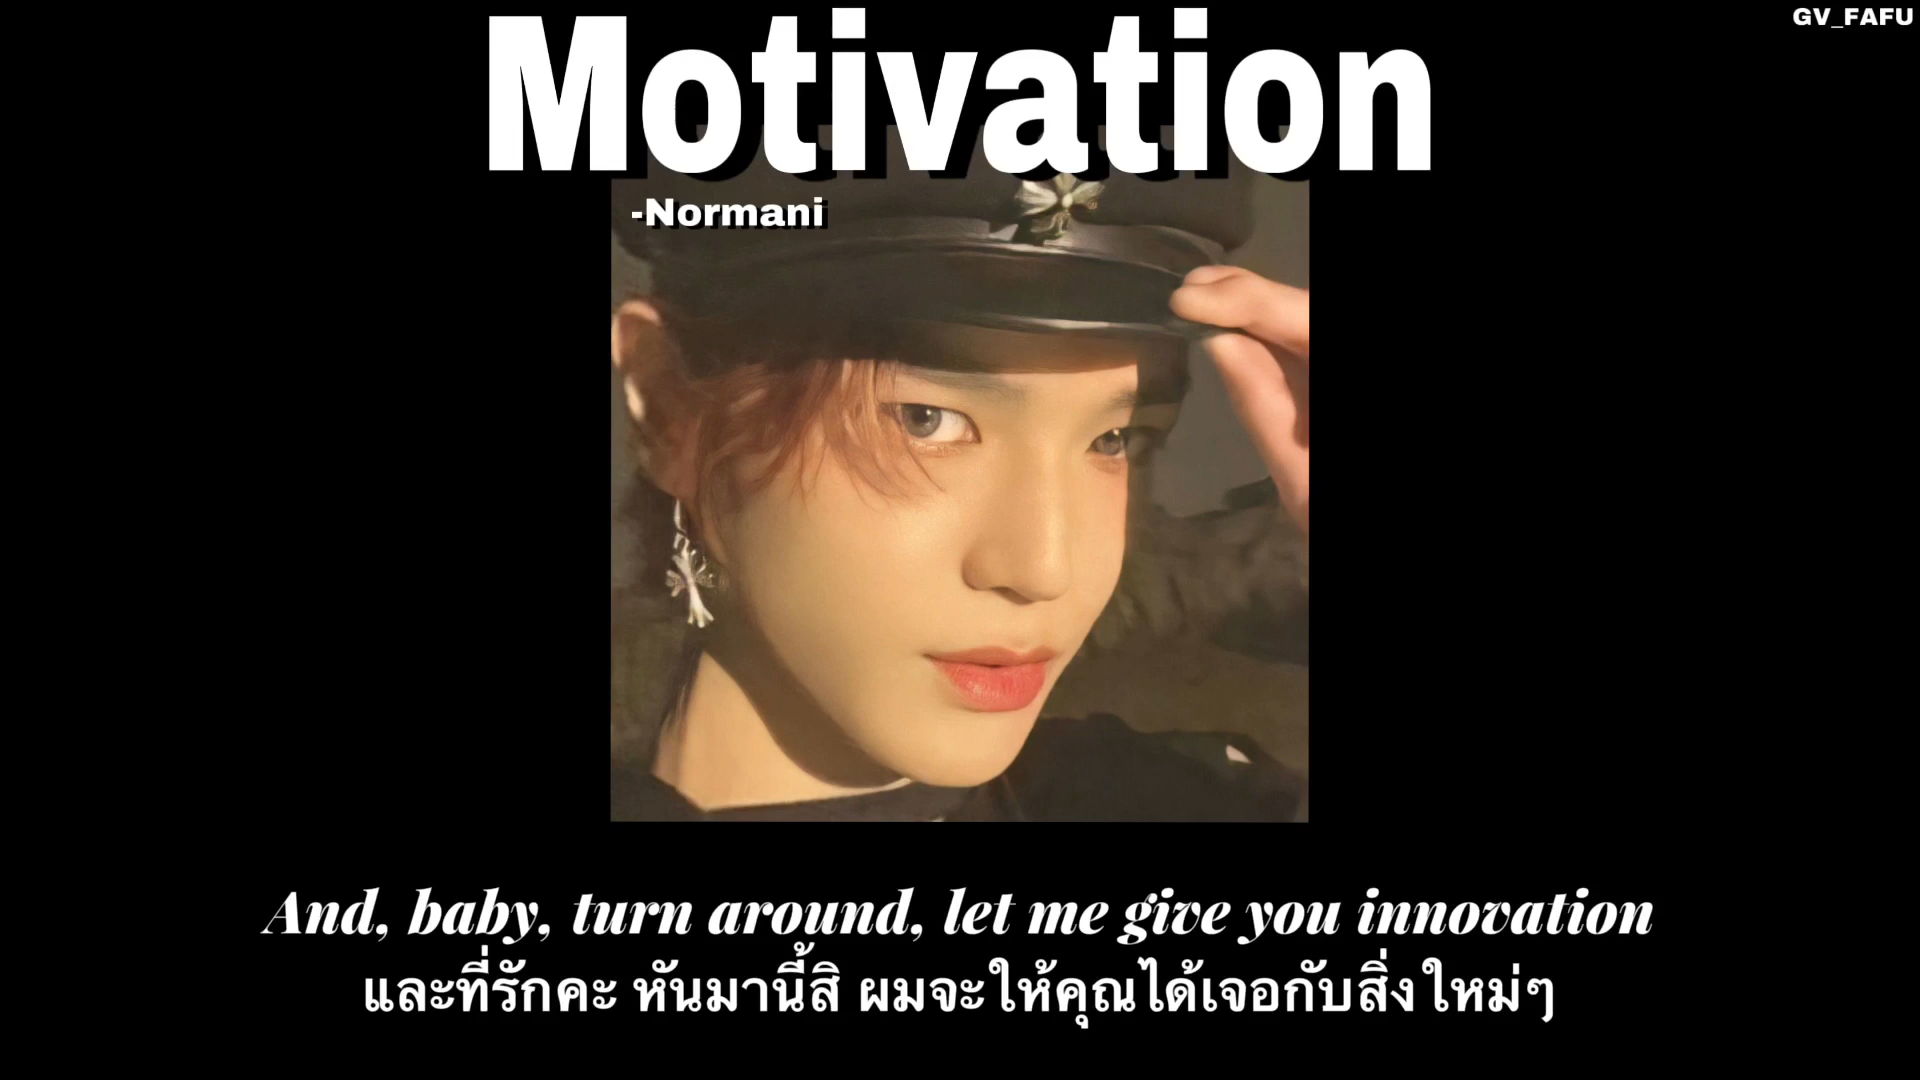 GV_FAFU
Motivation
-Normani
And, baby, turn around, let me give you innovation
และที่รักคะ หันมานี้สิ ผมจะให้คุณได้เจอกับสิ่งใหม่ๆ